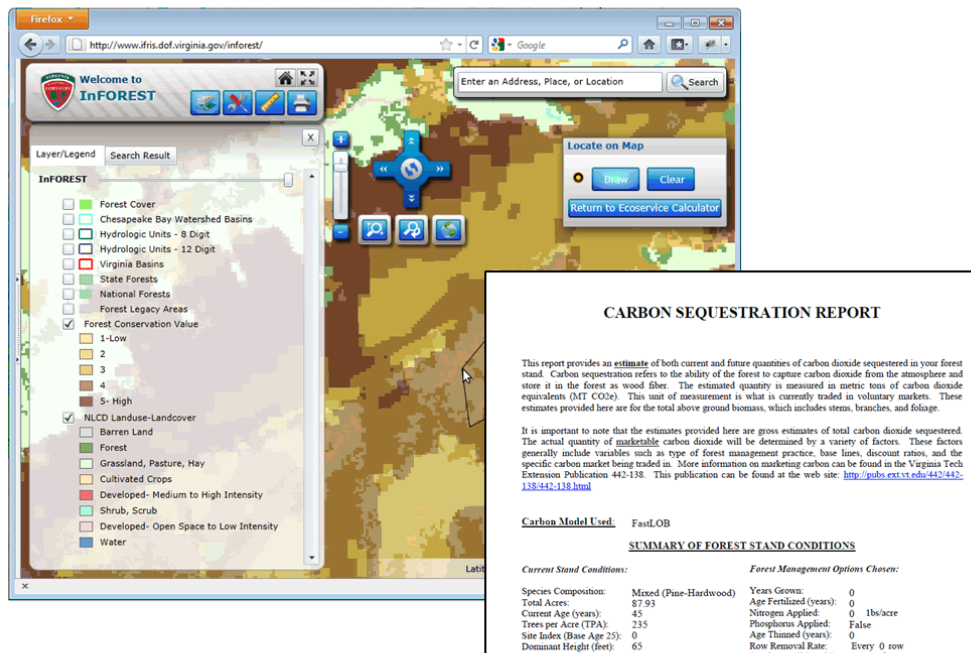 Firefox
http://www.ifris.dof.virginia.gov/inforest/
Google
Welcome to
InFOREST
Enter an Address, Place, or Location
Search
X
Layer/Legend
Search Result
InFOREST
Forest Cover
Chesapeake Bay Watershed Basins
Hydrologic Units - 8 Digit
Hydrologic Units - 12 Digit
Virginia Basins
State Forests
National Forests
Forest Legacy Areas
Forest Conservation Value
1-Low
2
3
4
5- High
NLCD Landuse-Landcover
Barren Land
Forest
Grassland, Pasture, Hay
Cultivated Crops
Developed- Medium to High Intensity
Shrub, Scrub
Developed- Open Space to Low Intensity
Water
Locate on Map
Draw
Clear
Return to Ecoservice Calculator
Latit
x
CARBON SEQUESTRATION REPORT
This report provides an estimate of both current and future quantities of carbon dioxide sequestered in your forest
stand. Carbon sequestration refers to the ability of the forest to capture carbon dioxide from the atmosphere and
store it in the forest as wood fiber. The estimated quantity is measured in metric tons of carbon dioxide
equivalents (MT CO2e). This unit of measurement is what is currently traded in voluntary markets. These
estimates provided here are for the total above ground biomass, which includes stems, branches, and foliage.
It is important to note that the estimates provided here are gross estimates of total carbon dioxide sequestered.
The actual quantity of marketable carbon dioxide will be determined by a variety of factors. These factors
generally include variables such as type of forest management practice, base lines, discount ratios, and the
specific carbon market being traded in. More information on marketing carbon can be found in the Virginia Tech
Extension Publication 442-138. This publication can be found at the web site: http://pubs.ext.vt.edu/442/442-
138/442-138.html
Carbon Model Used: FastLOB
SUMMARY OF FOREST STAND CONDITIONS
Current Stand Conditions: Forest Management Options Chosen:
Species Composition: Mixed (Pine-Hardwood) Years Grown: 0
Total Acres: 87.93 Age Fertilized (years): 0
Current Age (years): 45 Nitrogen Applied: 0 lbs/acre
Trees per Acre (TPA): 235 Phosphorus Applied: False
Site Index (Base Age 25): 0 Age Thinned (years): 0
Dominant Height (feet): 65 Row Removal Rate: Every 0 row